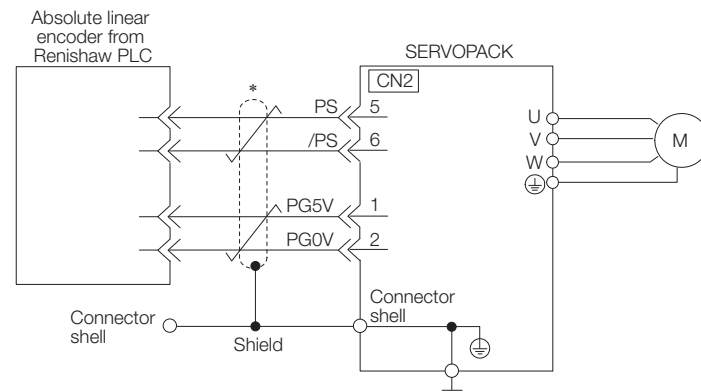 Absolute linear
encoder from
Renishaw PLC
SERVOPACK
CN2
*
PS 5
/PS 6
PG5V 1
PG0V 2
U
V
W
M
Connector
shell
Shield
Connector
shell